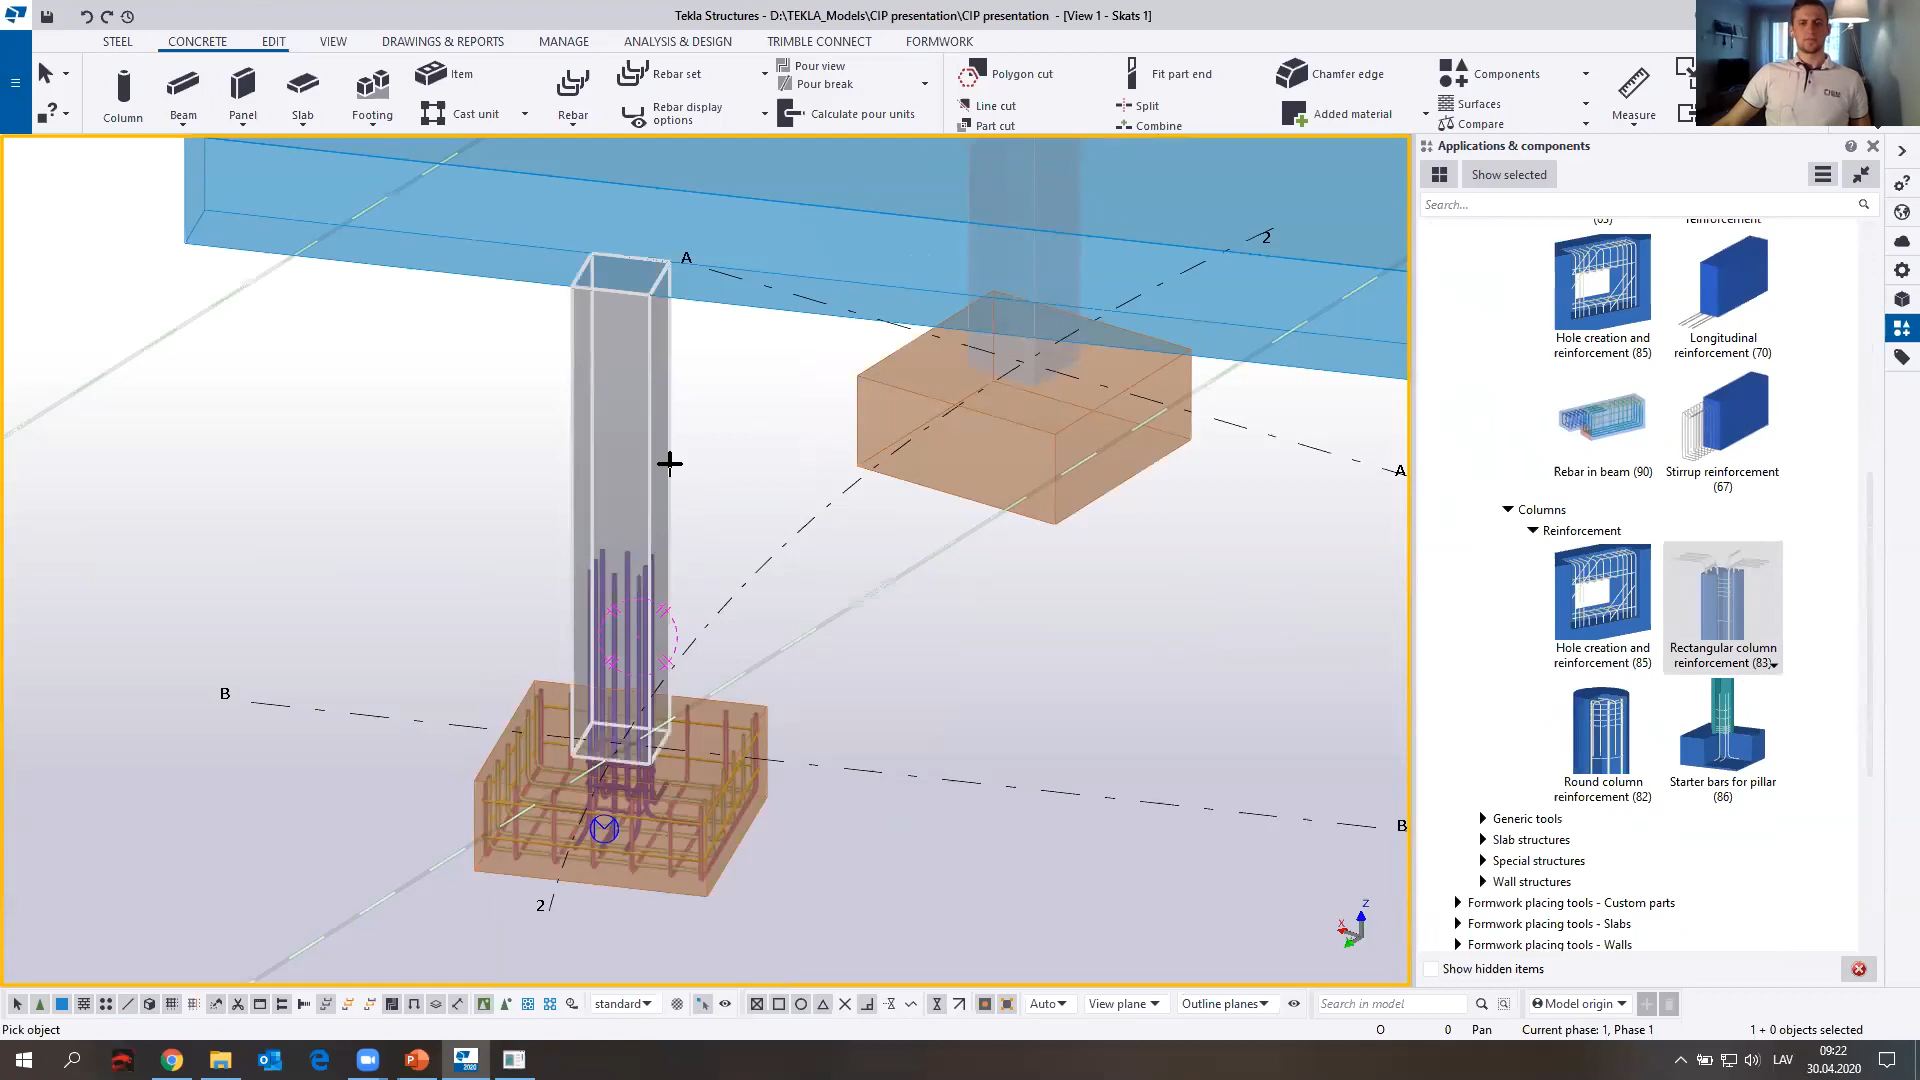 Tekla Structures - D:\TEKLA_Models\CIP presentation\CIP presentation - [View 1 - Skats 1]
STEEL CONCRETE EDIT VIEW DRAWINGS & REPORTS MANAGE ANALYSIS & DESIGN TRIMBLE CONNECT FORMWORK
Column
Beam
Panel
Slab
Footing
Item
Cast unit
Rebar
Rebar set
Rebar display
options
Pour view
Pour break
Calculate pour units
Polygon cut
Line cut
Part cut
Fit part end
Split
Combine
Chamfer edge
Added material
Components
Surfaces
Compare
Measure
Applications & components
Show selected
Search...
(85)
reinforcement
Hole creation and
reinforcement (85)
Longitudinal
reinforcement (70)
Rebar in beam (90)
Stirrup reinforcement
(67)
Columns
Reinforcement
Hole creation and
reinforcement (85)
Rectangular column
reinforcement (83)
Round column
reinforcement (82)
Starter bars for pillar
(86)
Generic tools
Slab structures
Special structures
Wall structures
Formwork placing tools - Custom parts
Formwork placing tools - Slabs
Formwork placing tools - Walls
Show hidden items
A
2
A
B
B
2
Z
X
standard
Auto
View plane
Outline planes
Search in model
Model origin
Pick object
O
0
Pan
Current phase: 1, Phase 1
1 + 0 objects selected
2020
LAV
09:22
30.04.2020